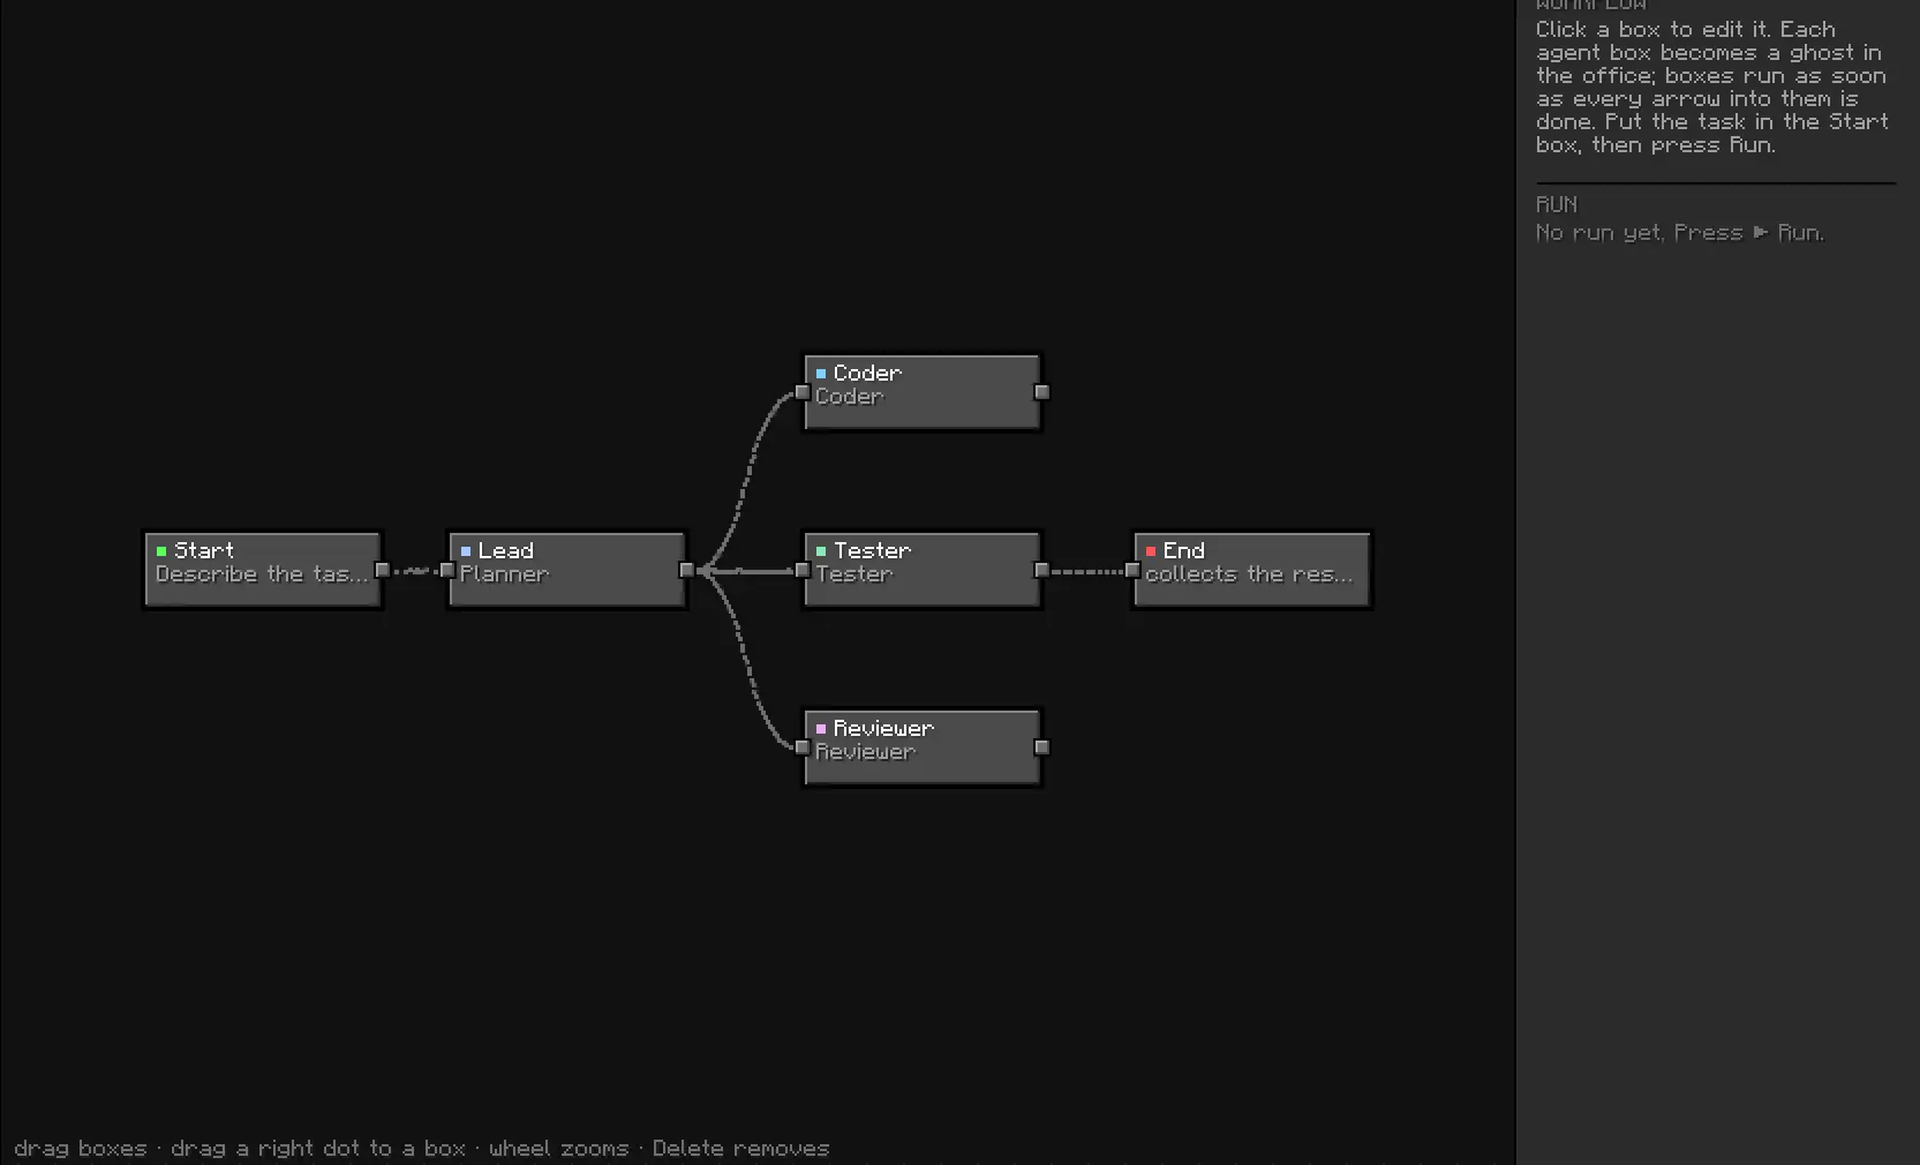 WORKFLOW
Click a box to edit it. Each
agent box becomes a ghost in
the office; boxes run as soon
as every arrow into them is
done. Put the task in the Start
box, then press Run.
RUN
No run yet. Press ► Run.
Coder
Coder
Start
Describe the tas...
Lead
Planner
Tester
Tester
End
collects the res...
Reviewer
Reviewer
drag boxes · drag a right dot to a box · wheel zooms · Delete removes